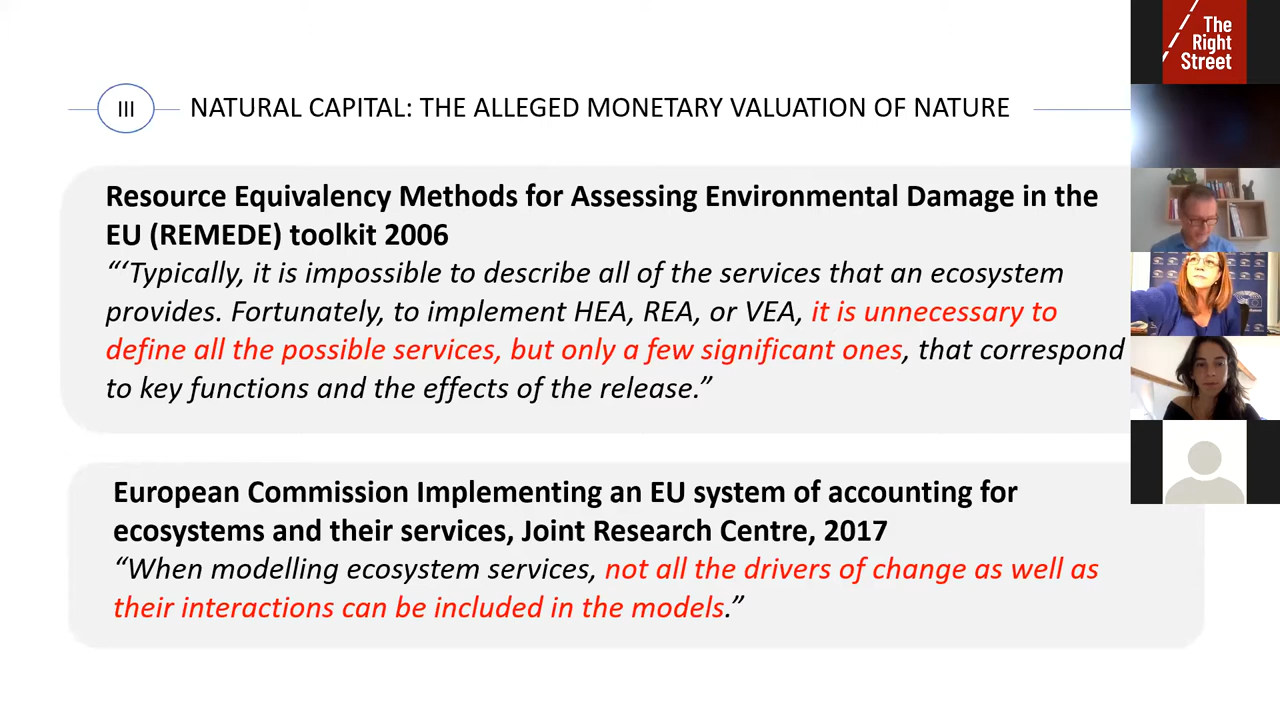 The
Right
Street
III
NATURAL CAPITAL: THE ALLEGED MONETARY VALUATION OF NATURE
Resource Equivalency Methods for Assessing Environmental Damage in the
EU (REMEDE) toolkit 2006
“‘Typically, it is impossible to describe all of the services that an ecosystem
provides. Fortunately, to implement HEA, REA, or VEA, it is unnecessary to
define all the possible services, but only a few significant ones, that correspond
to key functions and the effects of the release.”
European Commission Implementing an EU system of accounting for
ecosystems and their services, Joint Research Centre, 2017
“When modelling ecosystem services, not all the drivers of change as well as
their interactions can be included in the models.”